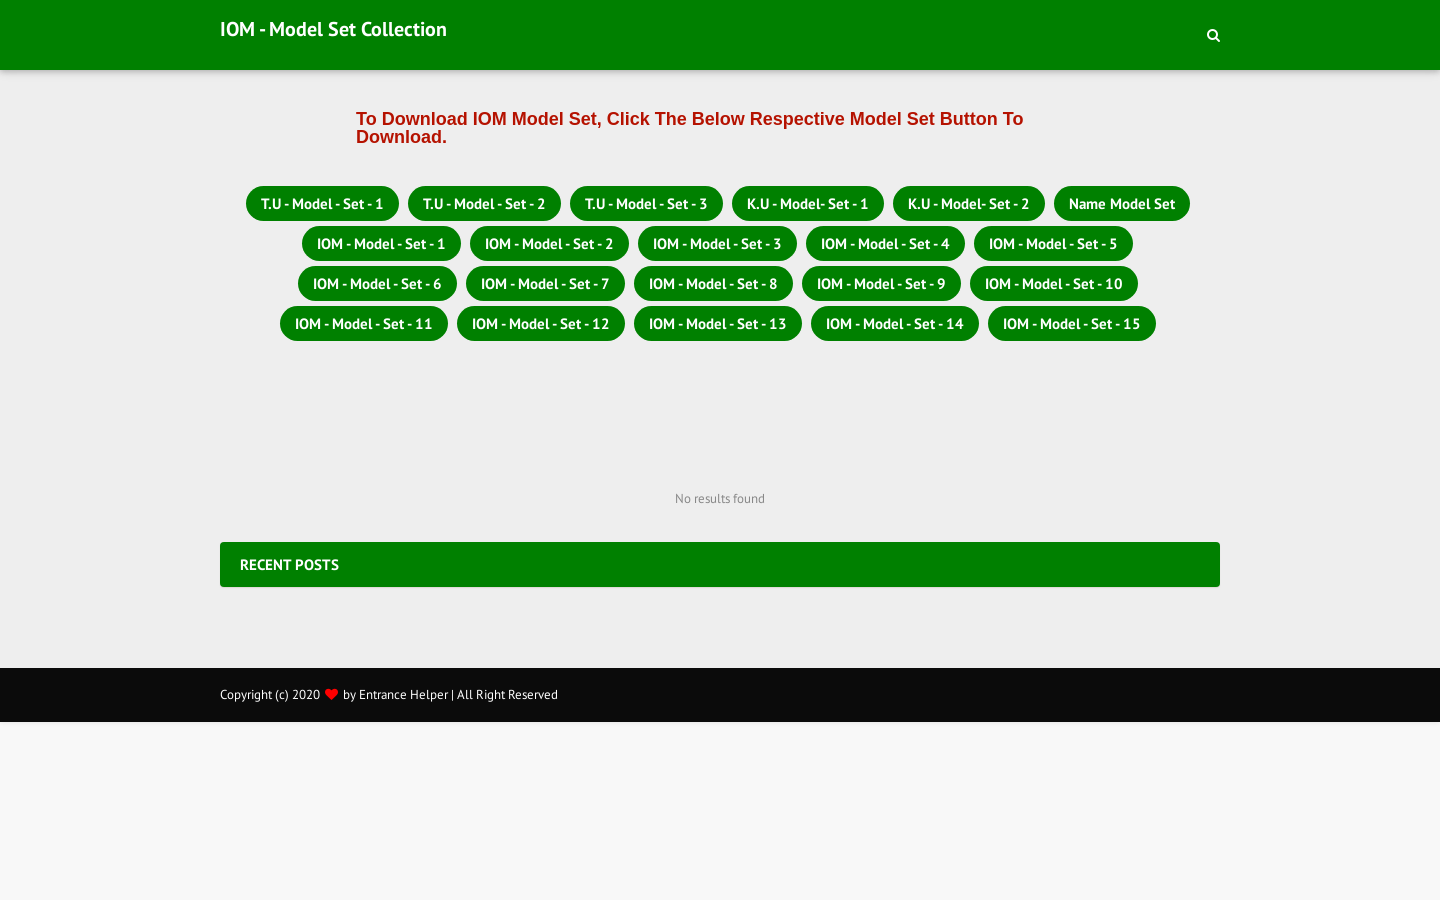 IOM - Model Set Collection
To Download IOM Model Set, Click The Below Respective Model Set Button To
Download.
T.U - Model - Set - 1 T.U - Model - Set - 2 T.U - Model - Set - 3 K.U - Model- Set - 1 K.U - Model- Set - 2 Name Model Set
IOM - Model - Set - 1 IOM - Model - Set - 2 IOM - Model - Set - 3 IOM - Model - Set - 4 IOM - Model - Set - 5
IOM - Model - Set - 6 IOM - Model - Set - 7 IOM - Model - Set - 8 IOM - Model - Set - 9 IOM - Model - Set - 10
IOM - Model - Set - 11 IOM - Model - Set - 12 IOM - Model - Set - 13 IOM - Model - Set - 14 IOM - Model - Set - 15
No results found
RECENT POSTS
Copyright (c) 2020 ♥ by Entrance Helper | All Right Reserved